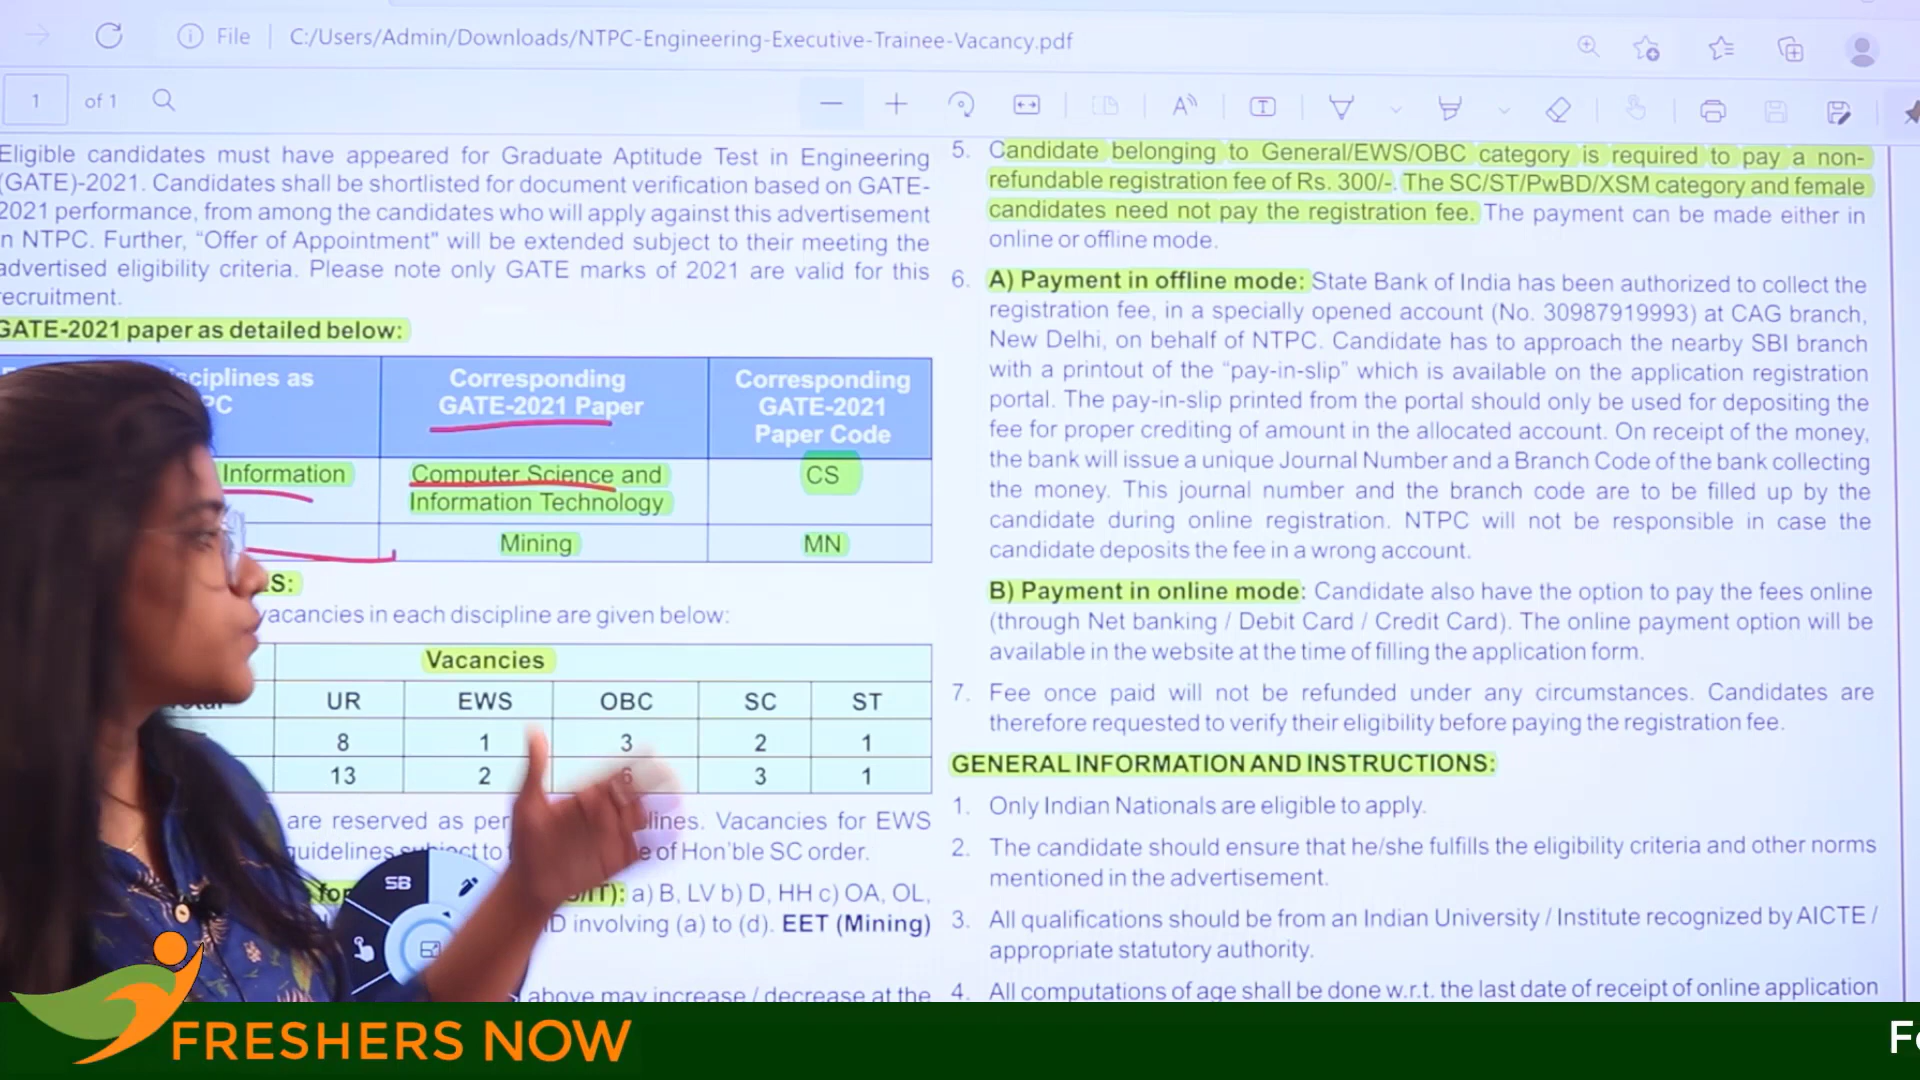 File
C:/Users/Admin/Downloads/NTPC-Engineering-Executive-Trainee-Vacancy.pdf
1 of 1
Eligible candidates must have appeared for Graduate Aptitude Test in Engineering
(GATE)-2021. Candidates shall be shortlisted for document verification based on GATE-
2021 performance, from among the candidates who will apply against this advertisement
in NTPC. Further, “Offer of Appointment” will be extended subject to their meeting the
advertised eligibility criteria. Please note only GATE marks of 2021 are valid for this
recruitment.
GATE-2021 paper as detailed below:
sciplines as
PC
Corresponding
GATE-2021 Paper
Corresponding
GATE-2021
Paper Code
Information
Computer Science and
Information Technology
CS
Mining
MN
S:
vacancies in each discipline are given below:
Vacancies
UR EWS OBC SC ST
8 1 3 2 1
13 2 6 3 1
are reserved as per lines. Vacancies for EWS
guidelines subject to of Hon'ble SC order.
for /IT): a) B, LV b) D, HH c) OA, OL,
D involving (a) to (d). EET (Mining)
above may increase / decrease at the
SB
5. Candidate belonging to General/EWS/OBC category is required to pay a non-
refundable registration fee of Rs. 300/-. The SC/ST/PwBD/XSM category and female
candidates need not pay the registration fee. The payment can be made either in
online or offline mode.
6. A) Payment in offline mode: State Bank of India has been authorized to collect the
registration fee, in a specially opened account (No. 30987919993) at CAG branch,
New Delhi, on behalf of NTPC. Candidate has to approach the nearby SBI branch
with a printout of the “pay-in-slip” which is available on the application registration
portal. The pay-in-slip printed from the portal should only be used for depositing the
fee for proper crediting of amount in the allocated account. On receipt of the money,
the bank will issue a unique Journal Number and a Branch Code of the bank collecting
the money. This journal number and the branch code are to be filled up by the
candidate during online registration. NTPC will not be responsible in case the
candidate deposits the fee in a wrong account.
B) Payment in online mode: Candidate also have the option to pay the fees online
(through Net banking / Debit Card / Credit Card). The online payment option will be
available in the website at the time of filling the application form.
7. Fee once paid will not be refunded under any circumstances. Candidates are
therefore requested to verify their eligibility before paying the registration fee.
GENERAL INFORMATION AND INSTRUCTIONS:
1. Only Indian Nationals are eligible to apply.
2. The candidate should ensure that he/she fulfills the eligibility criteria and other norms
mentioned in the advertisement.
3. All qualifications should be from an Indian University / Institute recognized by AICTE /
appropriate statutory authority.
4. All computations of age shall be done w.r.t. the last date of receipt of online application
FRESHERS NOW